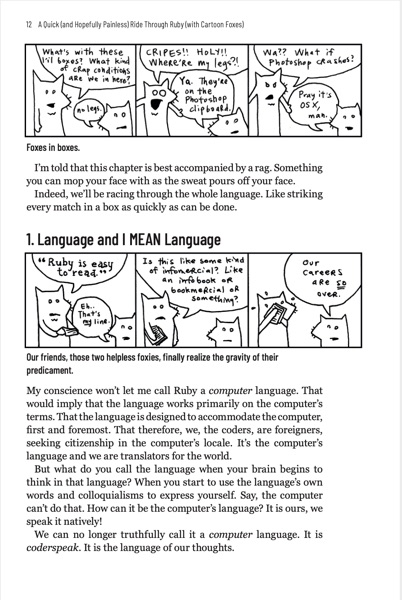 12 A Quick (and Hopefully Painless) Ride Through Ruby (with Cartoon Foxes)
What's with these
li'l boxes? What kind
of crap conditions
are we in here?
no legs.
CRIPES!! HOLY!!
Where're my legs?!
Ya. They're
on the
Photoshop
clipboard.
Wa?? What if
Photoshop crashes?
Pray it's
OS X,
man.
Foxes in boxes.
I'm told that this chapter is best accompanied by a rag. Something
you can mop your face with as the sweat pours off your face.
Indeed, we'll be racing through the whole language. Like striking
every match in a box as quickly as can be done.
1. Language and I MEAN Language
“Ruby is easy
to read”
Eh..
That's
my line.
Is this like some kind
of infomercial? Like
an infobook or
bookmercial or
something?
Our
careers
are so
over.
Our friends, those two helpless foxies, finally realize the gravity of their
predicament.
My conscience won't let me call Ruby a computer language. That
would imply that the language works primarily on the computer's
terms. That the language is designed to accommodate the computer,
first and foremost. That therefore, we, the coders, are foreigners,
seeking citizenship in the computer's locale. It's the computer's
language and we are translators for the world.
But what do you call the language when your brain begins to
think in that language? When you start to use the language's own
words and colloquialisms to express yourself. Say, the computer
can't do that. How can it be the computer's language? It is ours, we
speak it natively!
We can no longer truthfully call it a computer language. It is
coderspeak. It is the language of our thoughts.